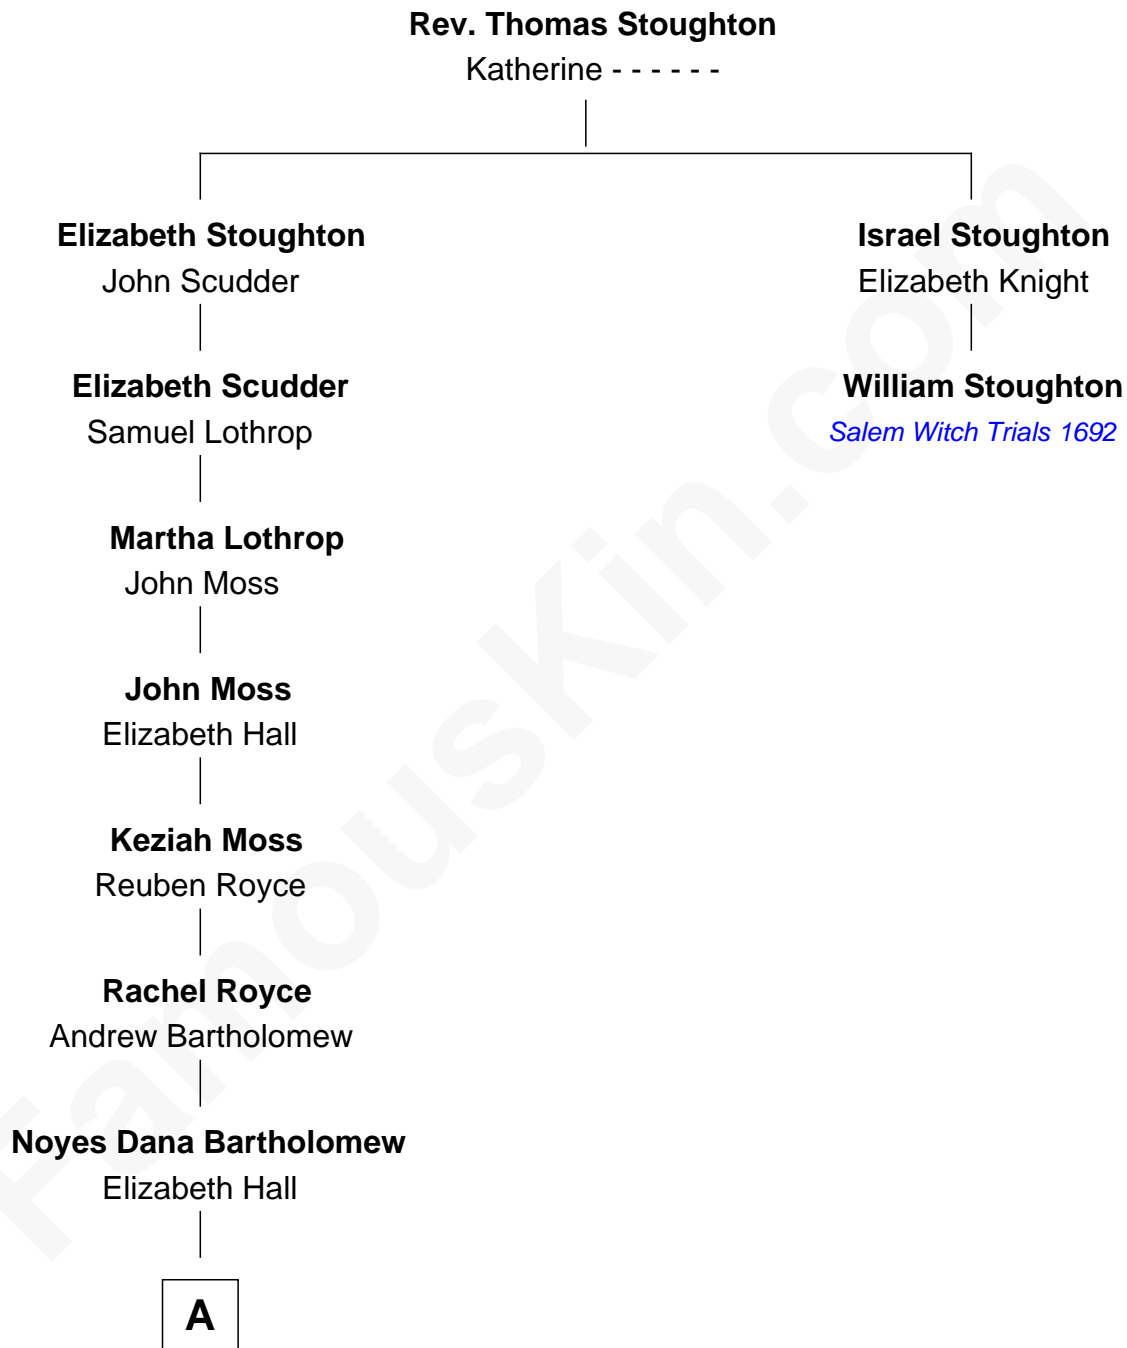 Rev. Thomas Stoughton
Katherine - - - - - -
Elizabeth Stoughton
John Scudder
Israel Stoughton
Elizabeth Knight
Elizabeth Scudder
Samuel Lothrop
William Stoughton
Salem Witch Trials 1692
Martha Lothrop
John Moss
John Moss
Elizabeth Hall
Keziah Moss
Reuben Royce
Rachel Royce
Andrew Bartholomew
Noyes Dana Bartholomew
Elizabeth Hall
A
FamousKin.com